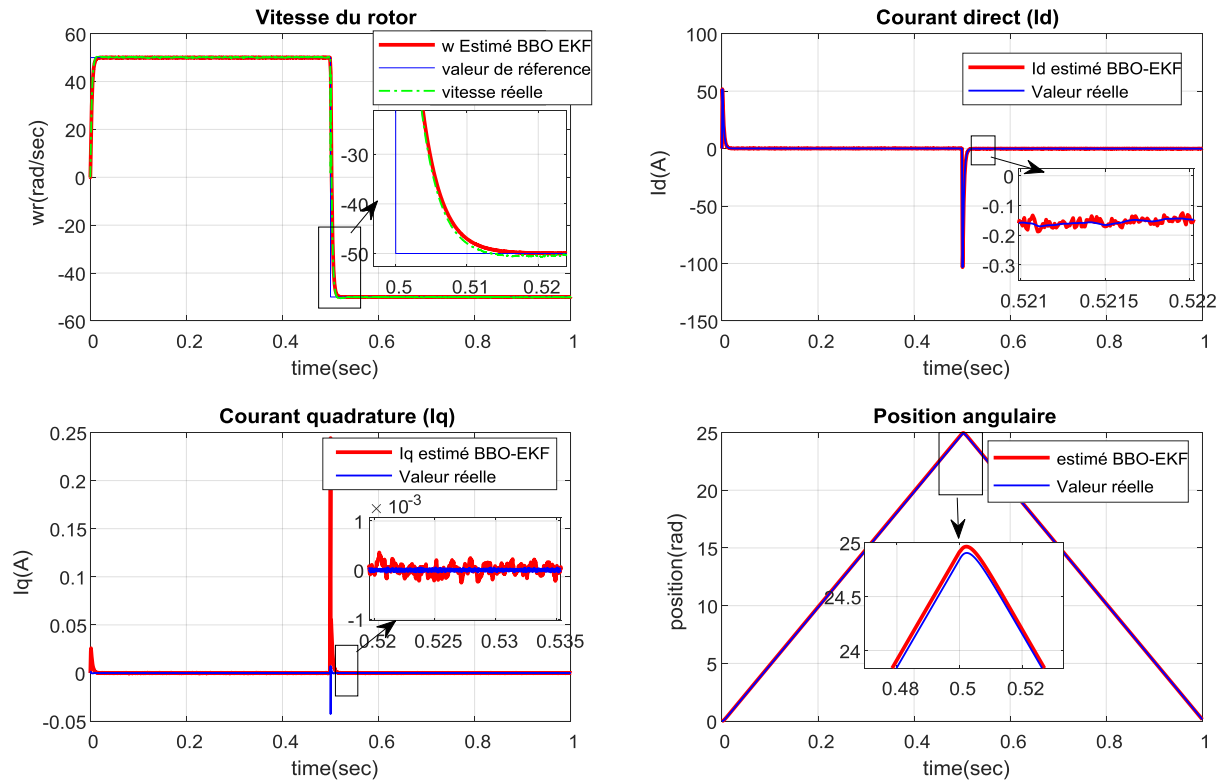 Vitesse du rotor
60
40
20
0
-20
-40
-60
wr(rad/sec)
w Estimé BBO EKF
valeur de réference
vitesse réelle
-30
-40
-50
0.5 0.51 0.52
0 0.2 0.4 0.6 0.8 1
time(sec)
Courant direct (Id)
100
50
0
-50
-100
-150
Id(A)
Id estimé BBO-EKF
Valeur réelle
0
-0.1
-0.2
-0.3
0.521 0.5215 0.522
0 0.2 0.4 0.6 0.8 1
time(sec)
Courant quadrature (Iq)
0.25
0.2
0.15
0.1
0.05
0
-0.05
Iq(A)
Iq estimé BBO-EKF
Valeur réelle
× 10-3
1
0
-1
0.52 0.525 0.53 0.535
0 0.2 0.4 0.6 0.8 1
time(sec)
Position angulaire
25
20
15
10
5
0
position(rad)
estimé BBO-EKF
Valeur réelle
25
24.5
24
0.48 0.5 0.52
0 0.2 0.4 0.6 0.8 1
time(sec)